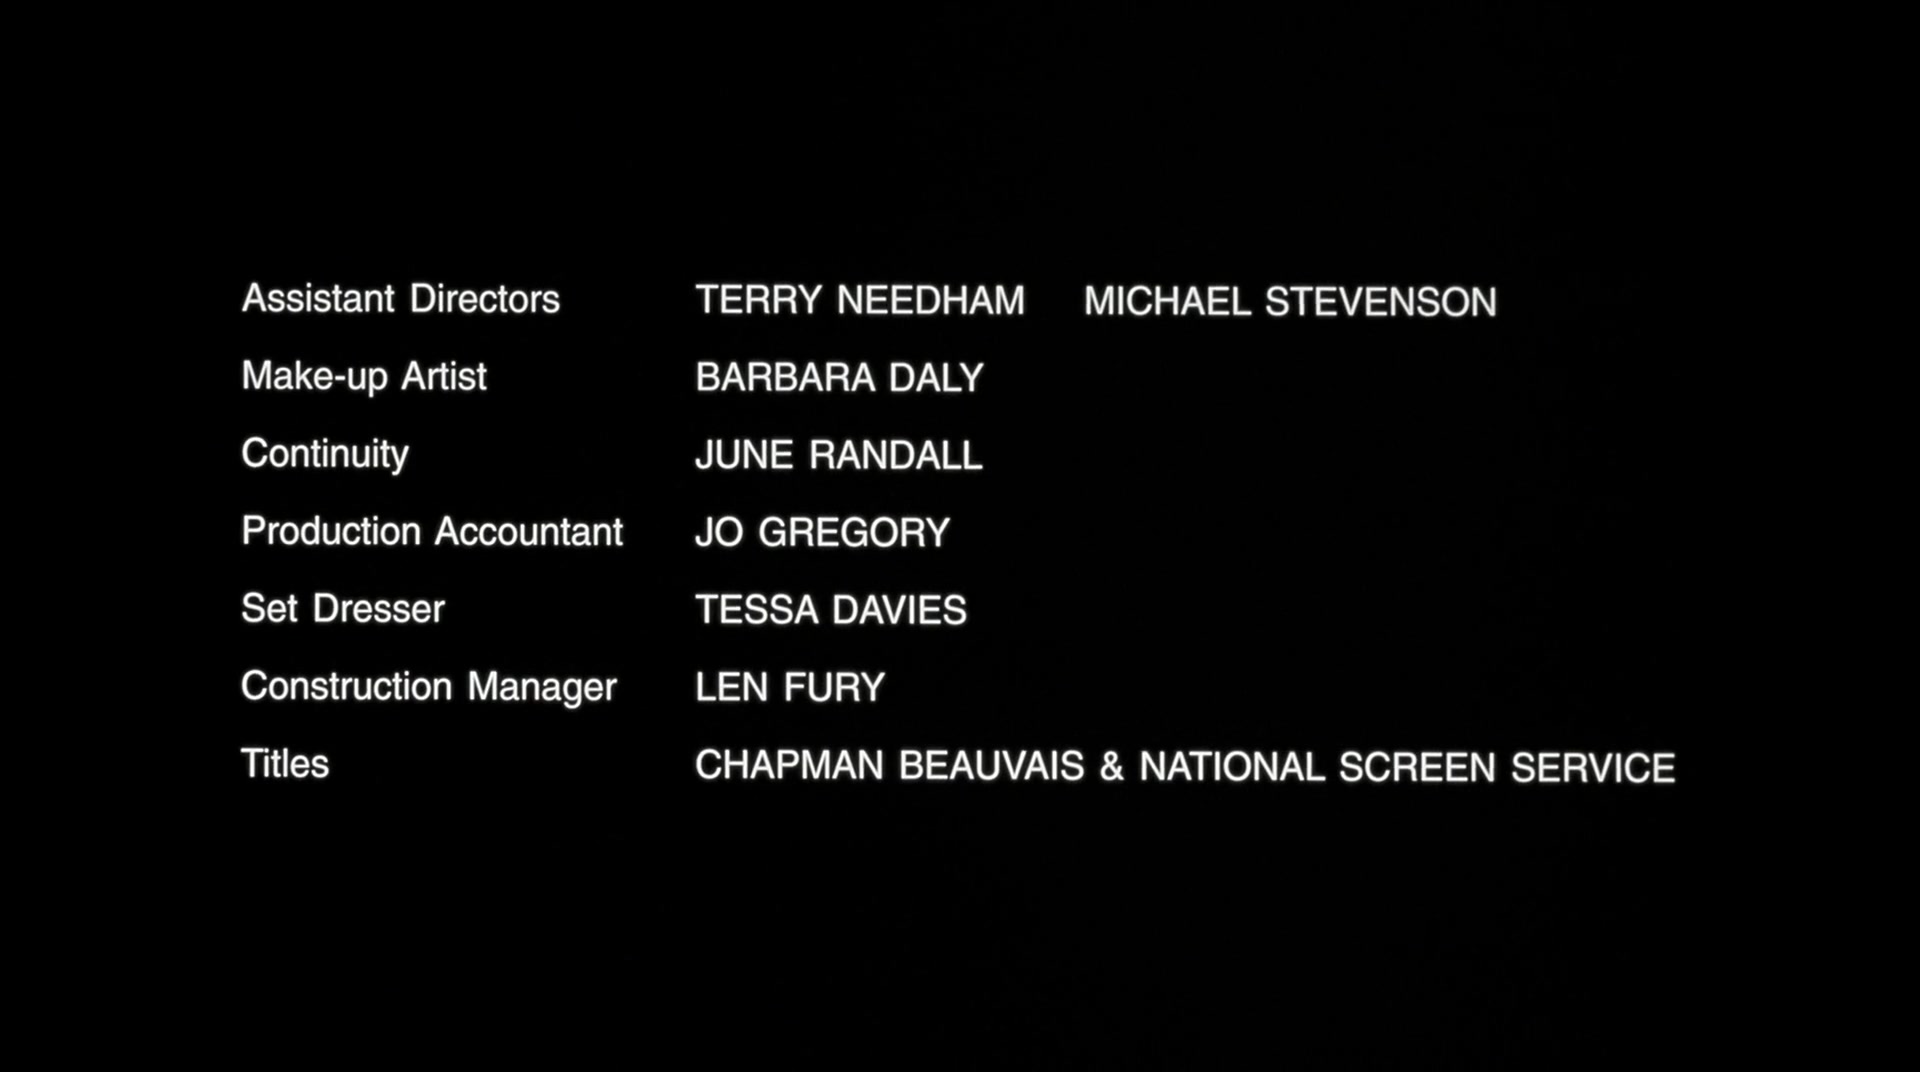 Assistant Directors TERRY NEEDHAM MICHAEL STEVENSON
Make-up Artist BARBARA DALY
Continuity JUNE RANDALL
Production Accountant JO GREGORY
Set Dresser TESSA DAVIES
Construction Manager LEN FURY
Titles CHAPMAN BEAUVAIS & NATIONAL SCREEN SERVICE